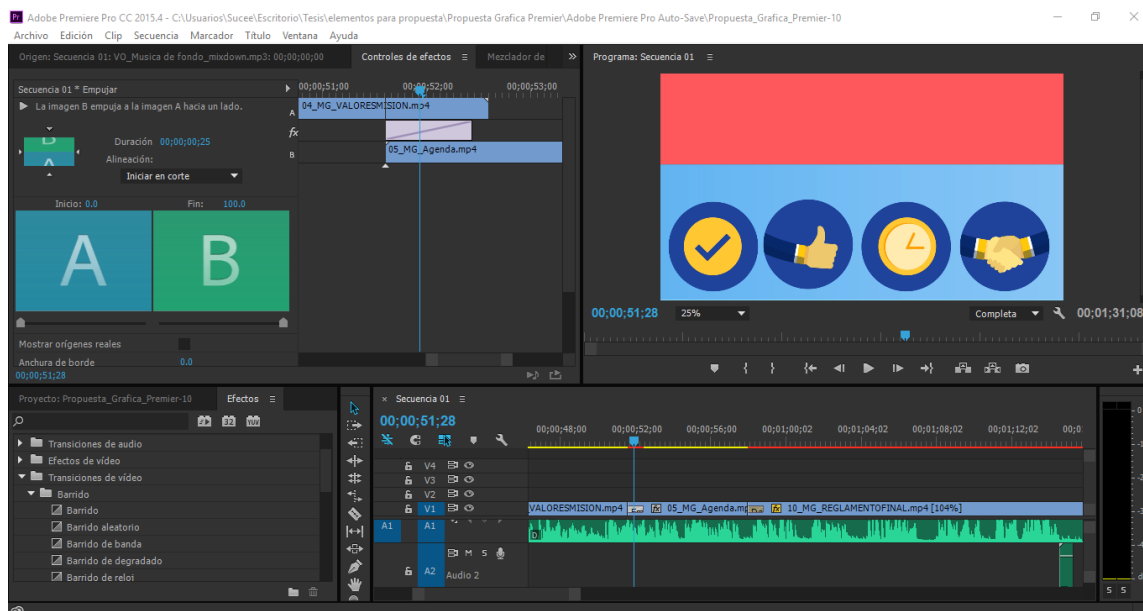 Pr Adobe Premiere Pro CC 2015.4 - C:\Usuarios\Sucee\Escritorio\Tesis\elementos para propuesta\Propuesta Grafica Premier\Adobe Premiere Pro Auto-Save\Propuesta_Grafica_Premier-10
Archivo Edición Clip Secuencia Marcador Título Ventana Ayuda
Origen: Secuencia 01: VO_Musica de fondo_mixdown.mp3: 00;00;00;00
Controles de efectos
Mezclador de
Programa: Secuencia 01
Secuencia 01 * Empujar
00;00;51;00 00;00;52;00 00;00;53;00
La imagen B empuja a la imagen A hacia un lado.
A 04_MG_VALORESMISION.mp4
fx
Duración 00;00;00;25
B 05_MG_Agenda.mp4
Alineación:
Iniciar en corte
Inicio: 0.0 Fin: 100.0
A B
Mostrar orígenes reales
Anchura de borde 0.0
00;00;51;28
00;00;51;28 25% Completa 00;01;31;08
Proyecto: Propuesta_Grafica_Premier-10
Efectos
32 YUV
Transiciones de audio
Efectos de vídeo
Transiciones de vídeo
Barrido
Barrido
Barrido aleatorio
Barrido de banda
Barrido de degradado
Barrido de reloj
× Secuencia 01
00;00;51;28
00;00;48;00 00;00;52;00 00;00;56;00 00;01;00;02 00;01;04;02 00;01;08;02 00;01;12;02
V4
V3
V2
V1 VALORESMISION.mp4 fx 05_MG_Agenda.mp fx 10_MG_REGLAMENTOFINAL.mp4 [104%]
A1 A1
M S
A2 Audio 2
S S